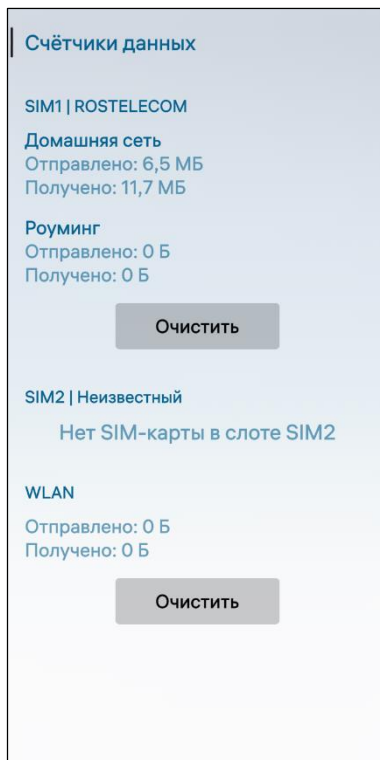 Счётчики данных
SIM1 | ROSTELECOM
Домашняя сеть
Отправлено: 6,5 МБ
Получено: 11,7 МБ
Роуминг
Отправлено: 0 Б
Получено: 0 Б
Очистить
SIM2 | Неизвестный
Нет SIM-карты в слоте SIM2
WLAN
Отправлено: 0 Б
Получено: 0 Б
Очистить